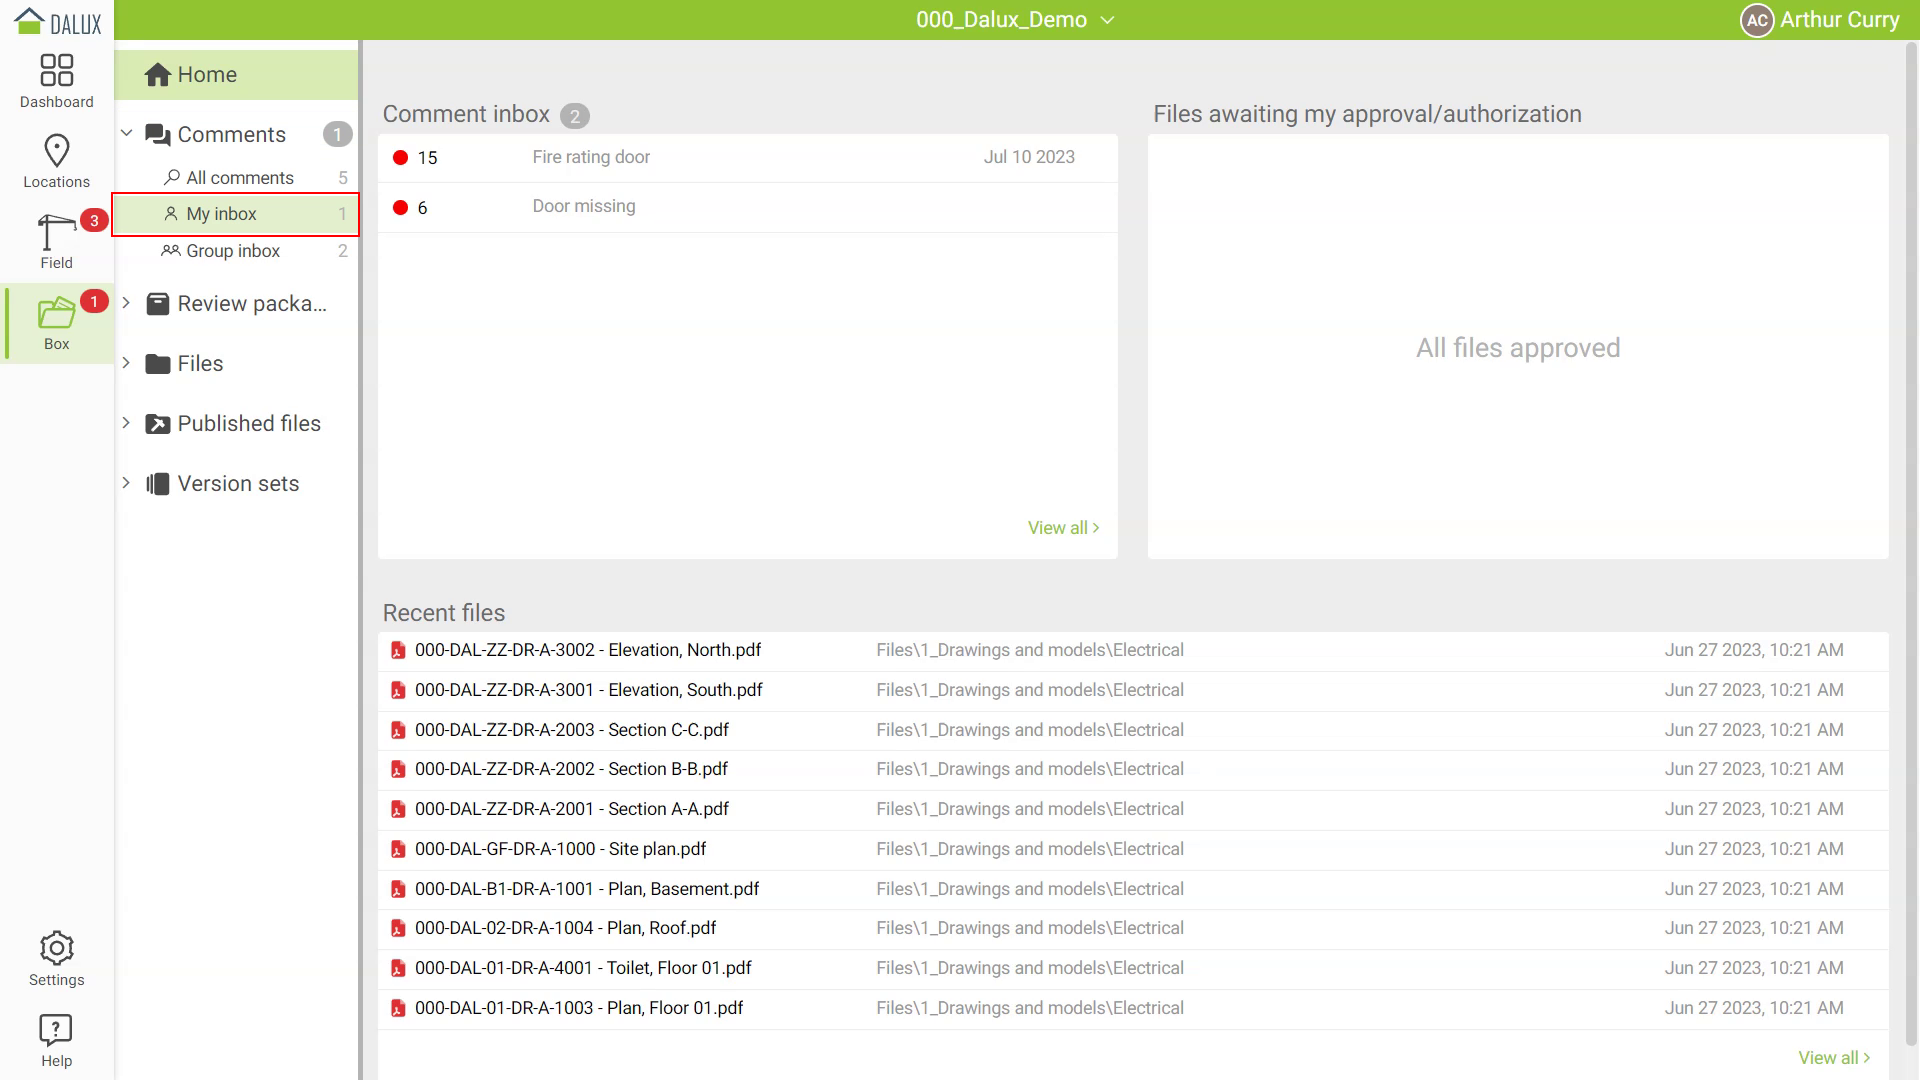 DALUX
000_Dalux_Demo
AC Arthur Curry
Dashboard
Locations
3
Field
1
Box
Settings
?
Help
Home
Comments 1
All comments 5
My inbox 1
Group inbox 2
Review packa...
Files
Published files
Version sets
Comment inbox 2
15 Fire rating door Jul 10 2023
6 Door missing
View all >
Files awaiting my approval/authorization
All files approved
Recent files
000-DAL-ZZ-DR-A-3002 - Elevation, North.pdf Files\1_Drawings and models\Electrical Jun 27 2023, 10:21 AM
000-DAL-ZZ-DR-A-3001 - Elevation, South.pdf Files\1_Drawings and models\Electrical Jun 27 2023, 10:21 AM
000-DAL-ZZ-DR-A-2003 - Section C-C.pdf Files\1_Drawings and models\Electrical Jun 27 2023, 10:21 AM
000-DAL-ZZ-DR-A-2002 - Section B-B.pdf Files\1_Drawings and models\Electrical Jun 27 2023, 10:21 AM
000-DAL-ZZ-DR-A-2001 - Section A-A.pdf Files\1_Drawings and models\Electrical Jun 27 2023, 10:21 AM
000-DAL-GF-DR-A-1000 - Site plan.pdf Files\1_Drawings and models\Electrical Jun 27 2023, 10:21 AM
000-DAL-B1-DR-A-1001 - Plan, Basement.pdf Files\1_Drawings and models\Electrical Jun 27 2023, 10:21 AM
000-DAL-02-DR-A-1004 - Plan, Roof.pdf Files\1_Drawings and models\Electrical Jun 27 2023, 10:21 AM
000-DAL-01-DR-A-4001 - Toilet, Floor 01.pdf Files\1_Drawings and models\Electrical Jun 27 2023, 10:21 AM
000-DAL-01-DR-A-1003 - Plan, Floor 01.pdf Files\1_Drawings and models\Electrical Jun 27 2023, 10:21 AM
View all >